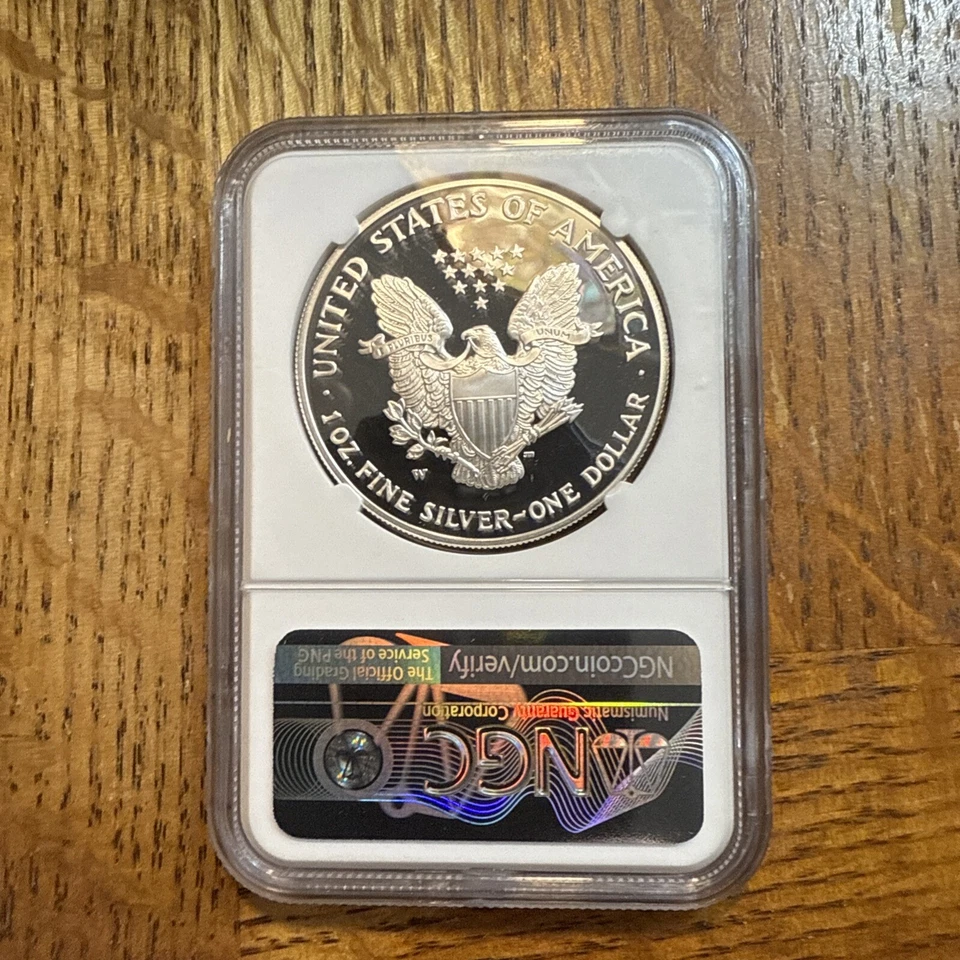 UNITED STATES OF AMERICA
E PLURIBUS
UNUM
W
1 OZ. FINE SILVER~ONE DOLLAR
NGC
Numismatic Guaranty Corporation
NGCcoin.com/verify
The Official Grading
Service of the PNG